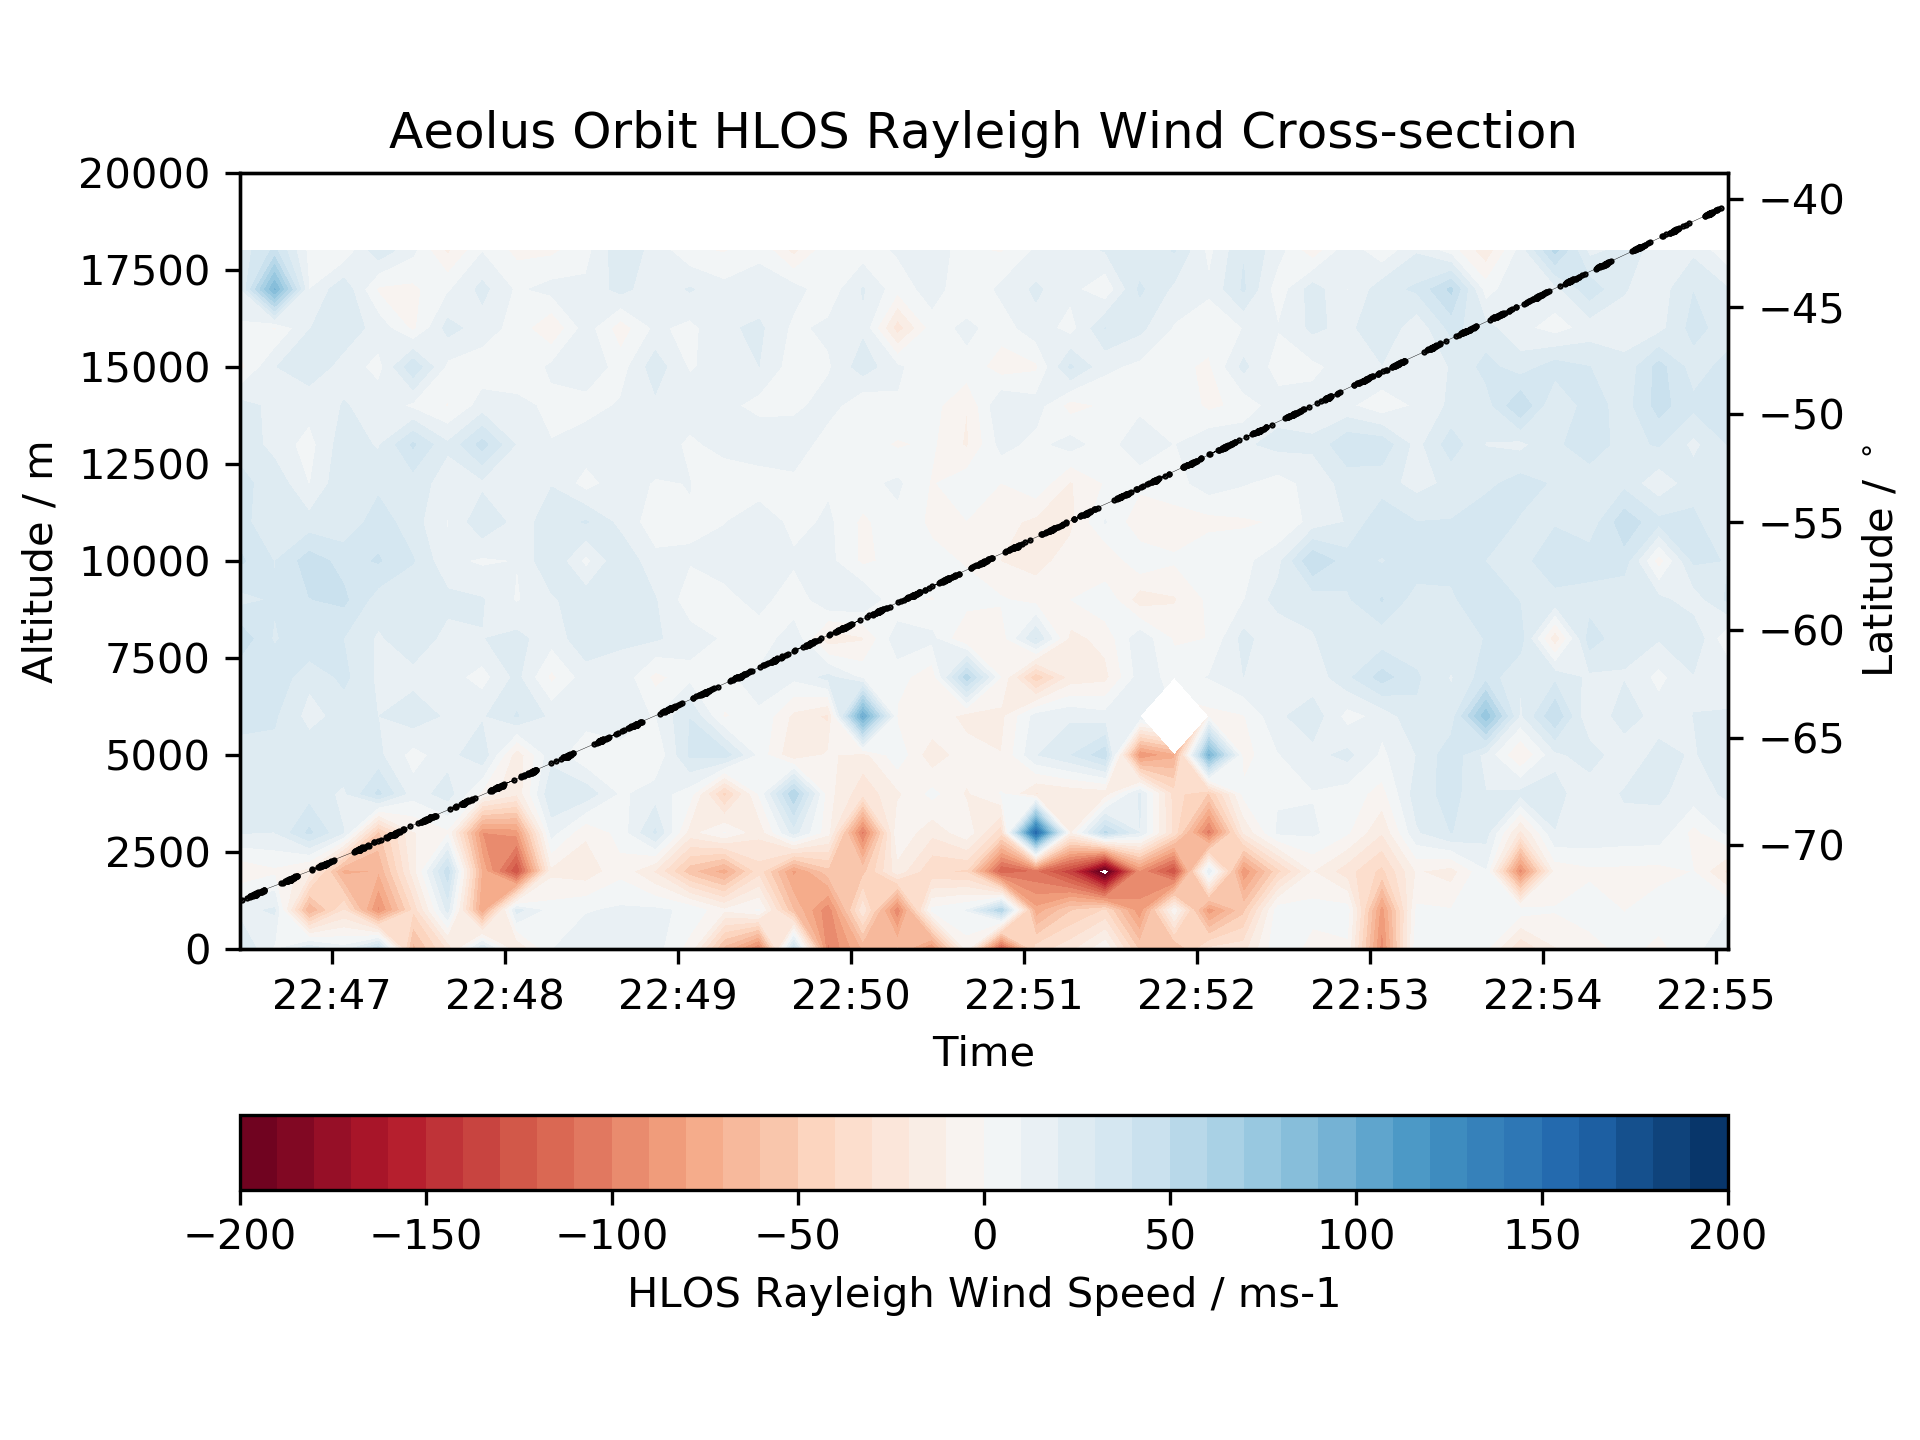 Aeolus Orbit HLOS Rayleigh Wind Cross-section
20000
17500
15000
12500
10000
7500
5000
2500
0
Altitude / m
−40
−45
−50
−55
−60
−65
−70
Latitude / °
22:47 22:48 22:49 22:50 22:51 22:52 22:53 22:54 22:55
Time
−200 −150 −100 −50 0 50 100 150 200
HLOS Rayleigh Wind Speed / ms-1